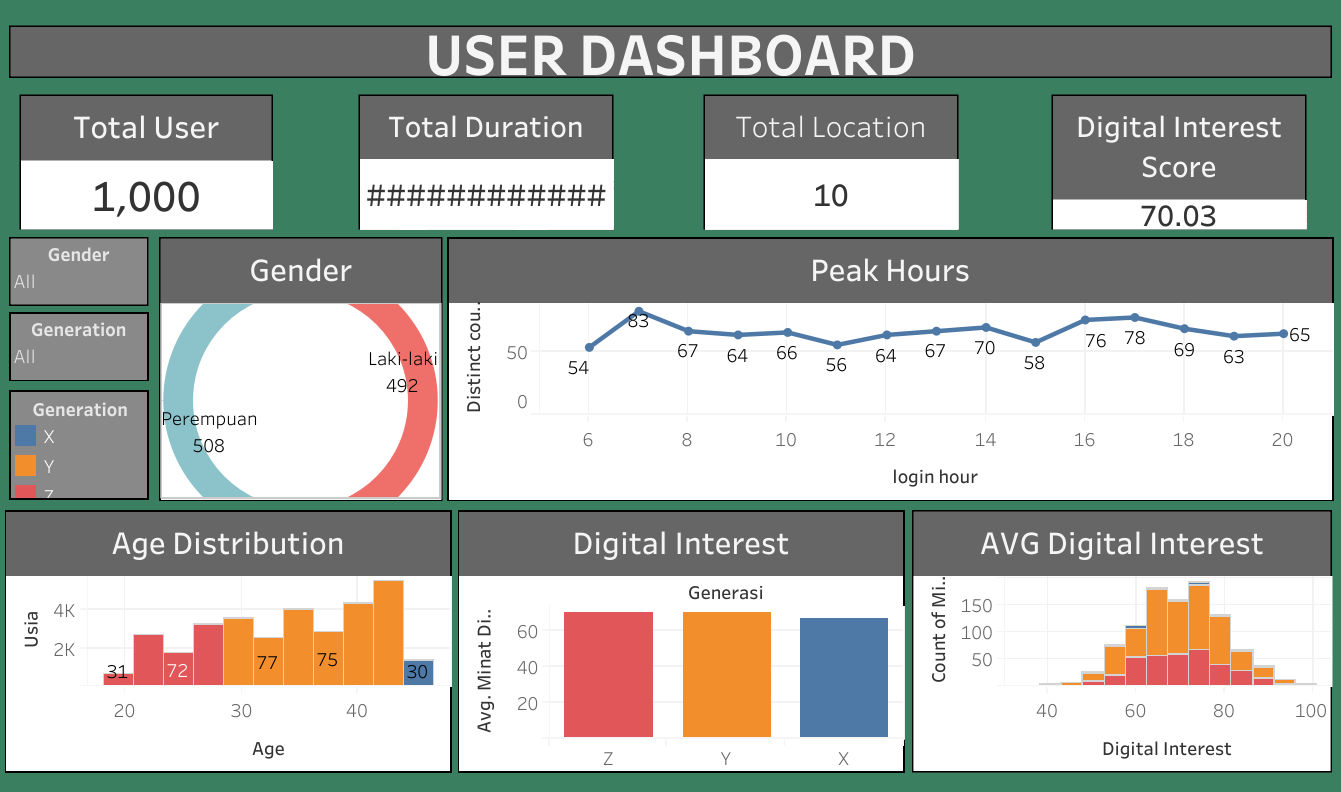 USER DASHBOARD
Total User
1,000
Total Duration
############
Total Location
10
Digital Interest
Score
70.03
Gender
All
Generation
All
Generation
X
Y
Z
Gender
Laki-laki
492
Perempuan
508
Peak Hours
Distinct cou..
50
0
54
83
67
64
66
56
64
67
70
58
76
78
69
63
65
6 8 10 12 14 16 18 20
login hour
Age Distribution
Usia
4K
2K
31 72 77 75 30
20 30 40
Age
Digital Interest
Generasi
Avg. Minat Di..
60
40
20
Z Y X
AVG Digital Interest
Count of Mi..
150
100
50
40 60 80 100
Digital Interest